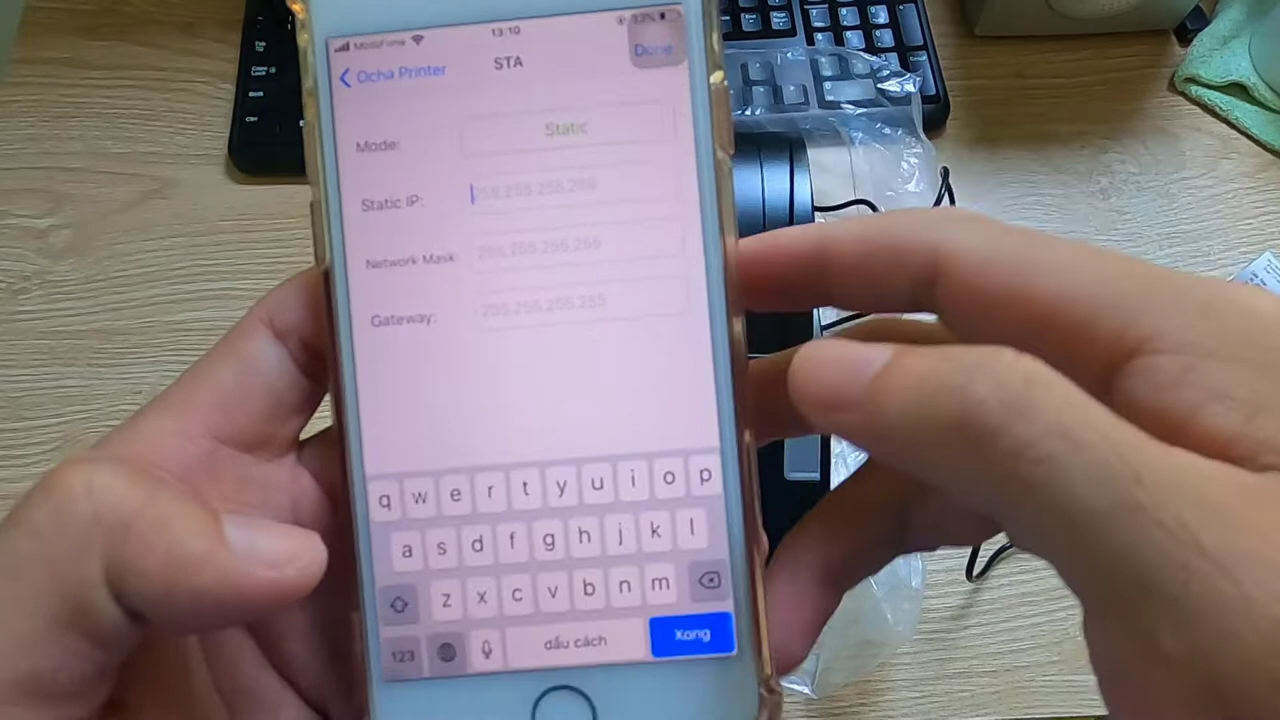 MobiFone 13:10 13%
Ocha Printer STA Done
Mode: Static
Static IP: 255.255.255.255
Network Mask: 255.255.255.255
Gateway: 255.255.255.255
q w e r t y u i o p
a s d f g h j k l
z x c v b n m
123 dấu cách Xong